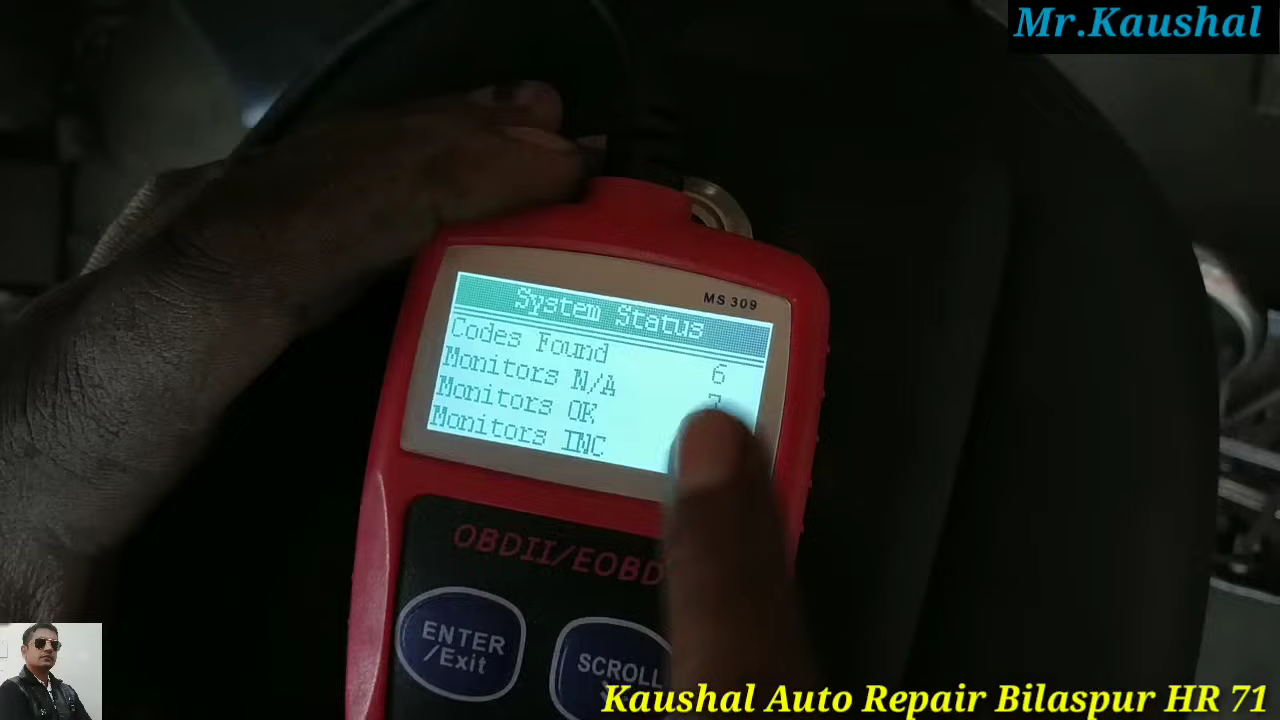 Mr.Kaushal
MS 309
System Status
Codes Found 6
Monitors N/A 7
Monitors OK
Monitors INC
OBDII/EOBD
ENTER
/Exit
SCROLL
Kaushal Auto Repair Bilaspur HR 71